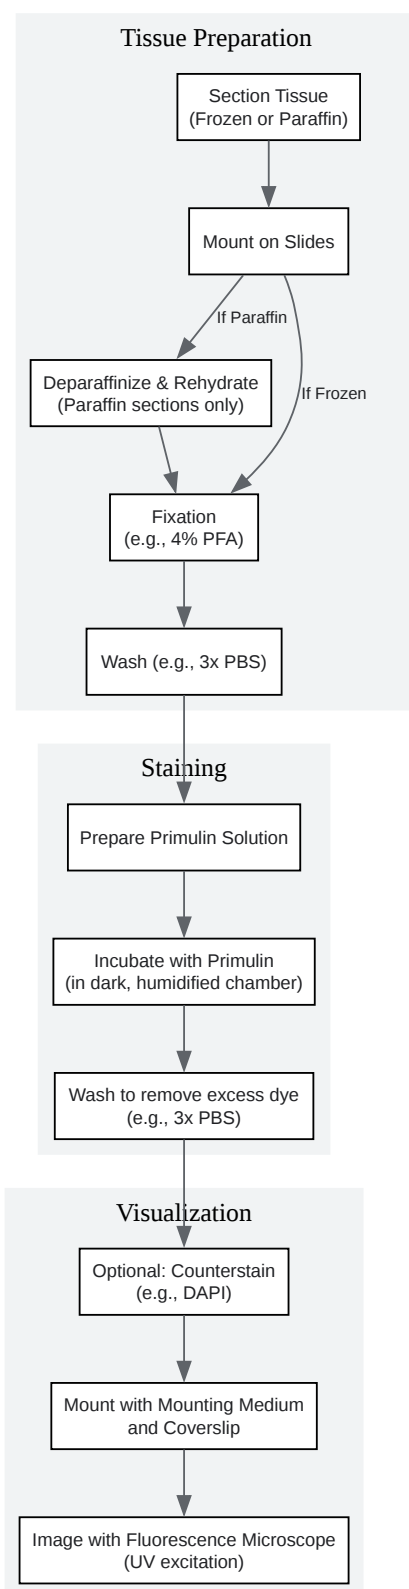 Tissue Preparation
Section Tissue
(Frozen or Paraffin)
Mount on Slides
If Paraffin
Deparaffinize & Rehydrate
(Paraffin sections only)
If Frozen
Fixation
(e.g., 4% PFA)
Wash (e.g., 3x PBS)
Staining
Prepare Primulin Solution
Incubate with Primulin
(in dark, humidified chamber)
Wash to remove excess dye
(e.g., 3x PBS)
Visualization
Optional: Counterstain
(e.g., DAPI)
Mount with Mounting Medium
and Coverslip
Image with Fluorescence Microscope
(UV excitation)